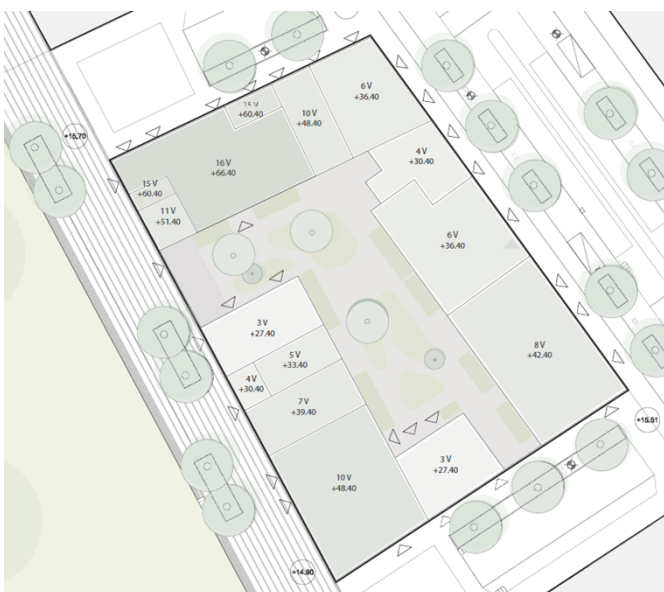 6 V
+36.40
15 V
+60.40
10 V
+48.40
+15.70
16 V
+66.40
4 V
+30.40
15 V
+60.40
11 V
+51.40
6 V
+36.40
3 V
+27.40
8 V
+42.40
5 V
+33.40
4 V
+30.40
7 V
+39.40
+15.51
3 V
+27.40
10 V
+48.40
+14.90